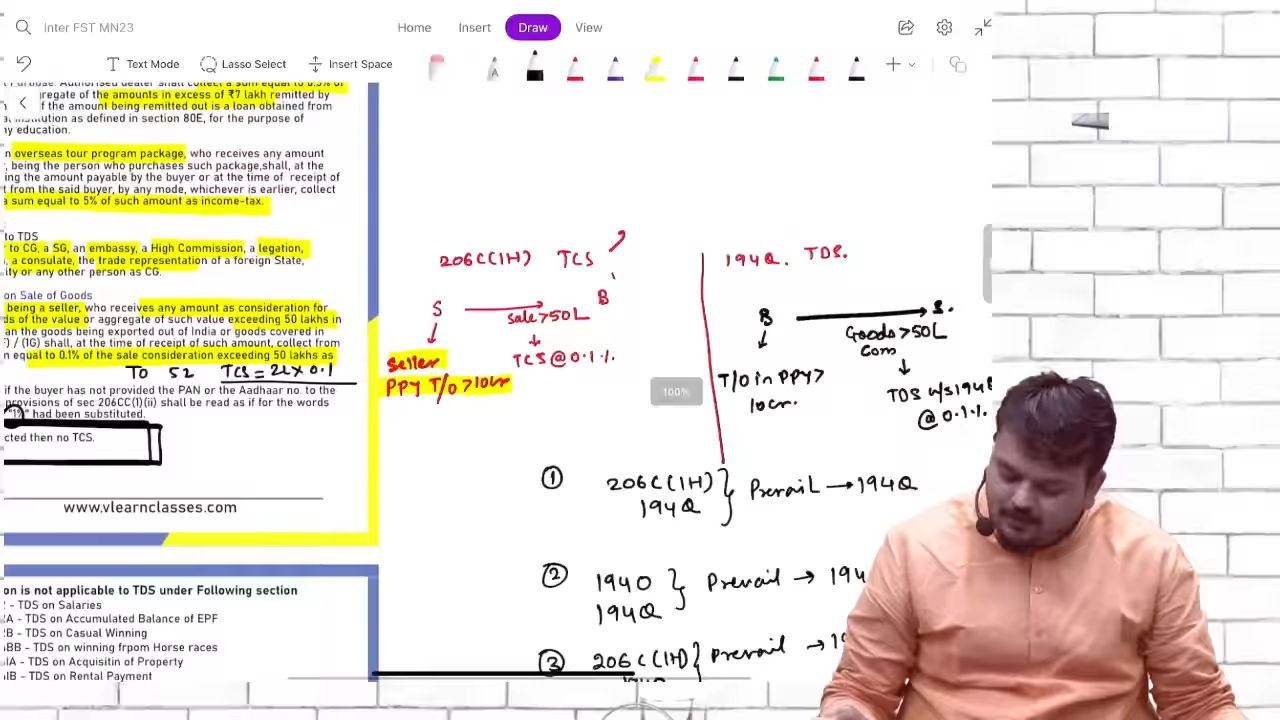 Inter FST MN23
Home Insert Draw View
Text Mode Lasso Select Insert Space
regate of the amounts in excess of ₹7 lakh remitted by
f the amount being remitted out is a loan obtained from
as defined in section 80E, for the purpose of
ny education.
n overseas tour program package, who receives any amount
, being the person who purchases such package,shall, at the
ing the amount payable by the buyer or at the time of receipt of
t from the said buyer, by any mode, whichever is earlier, collect
a sum equal to 5% of such amount as income-tax.
to TDS
to CG, a SG, an embassy, a High Commission, a legation,
, a consulate, the trade representation of a foreign State,
ity or any other person as CG.
on Sale of Goods
being a seller, who receives any amount as consideration for
ds of the value or aggregate of such value exceeding 50 lakhs in
an the goods being exported out of India or goods covered in
) / (1G) shall, at the time of receipt of such amount, collect from
equal to 0.1% of the sale consideration exceeding 50 lakhs as
TO 52 TCS = 2L X 0.1
if the buyer has not provided the PAN or the Aadhaar no. to the
provisions of sec 206CC(1)(ii) shall be read as if for the words
had been substituted.
cted then no TCS.
www.vlearnclasses.com
on is not applicable to TDS under Following section
- TDS on Salaries
A - TDS on Accumulated Balance of EPF
B - TDS on Casual Winning
BB - TDS on winning frpom Horse races
IA - TDS on Acquisitin of Property
IB - TDS on Rental Payment
206C(1H) TCS
S B
Sale>50L
Seller
PPY T/O >10cr
TCS @ 0.1%
194Q. TDS.
B S.
Goods>50L
Com
T/O in PPY>
10cr.
TDS u/s 194
@ 0.1%
100%
① 206C(1H) } Prevail → 194Q
194Q
② 194O } Prevail → 194
194Q
③ 206C(1H) } Prevail →